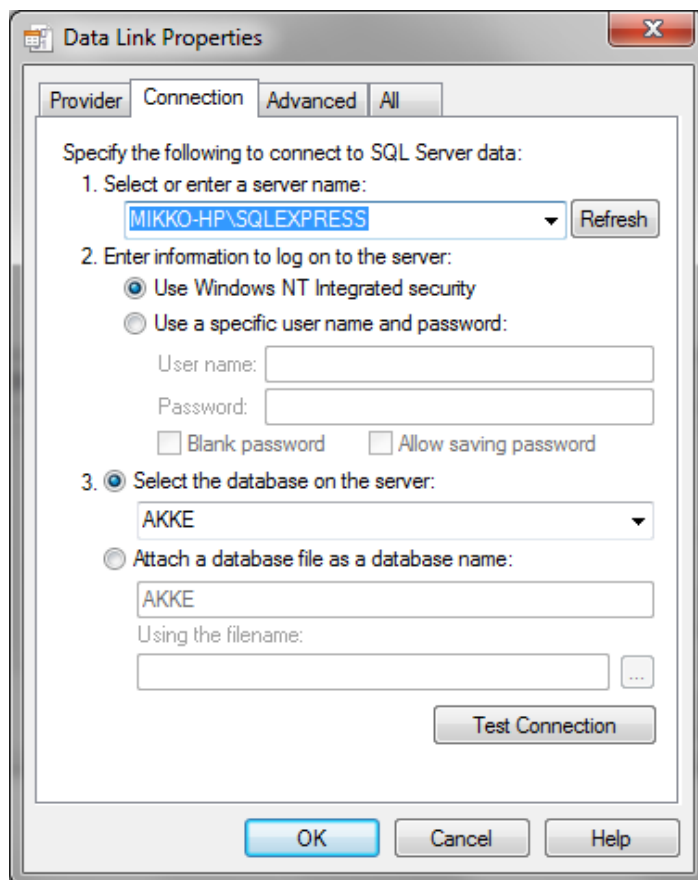 Data Link Properties
Provider Connection Advanced All
Specify the following to connect to SQL Server data:
1. Select or enter a server name:
MIKKO-HP\SQLEXPRESS Refresh
2. Enter information to log on to the server:
Use Windows NT Integrated security
Use a specific user name and password:
User name:
Password:
Blank password Allow saving password
3. Select the database on the server:
AKKE
Attach a database file as a database name:
AKKE
Using the filename:
...
Test Connection
OK Cancel Help